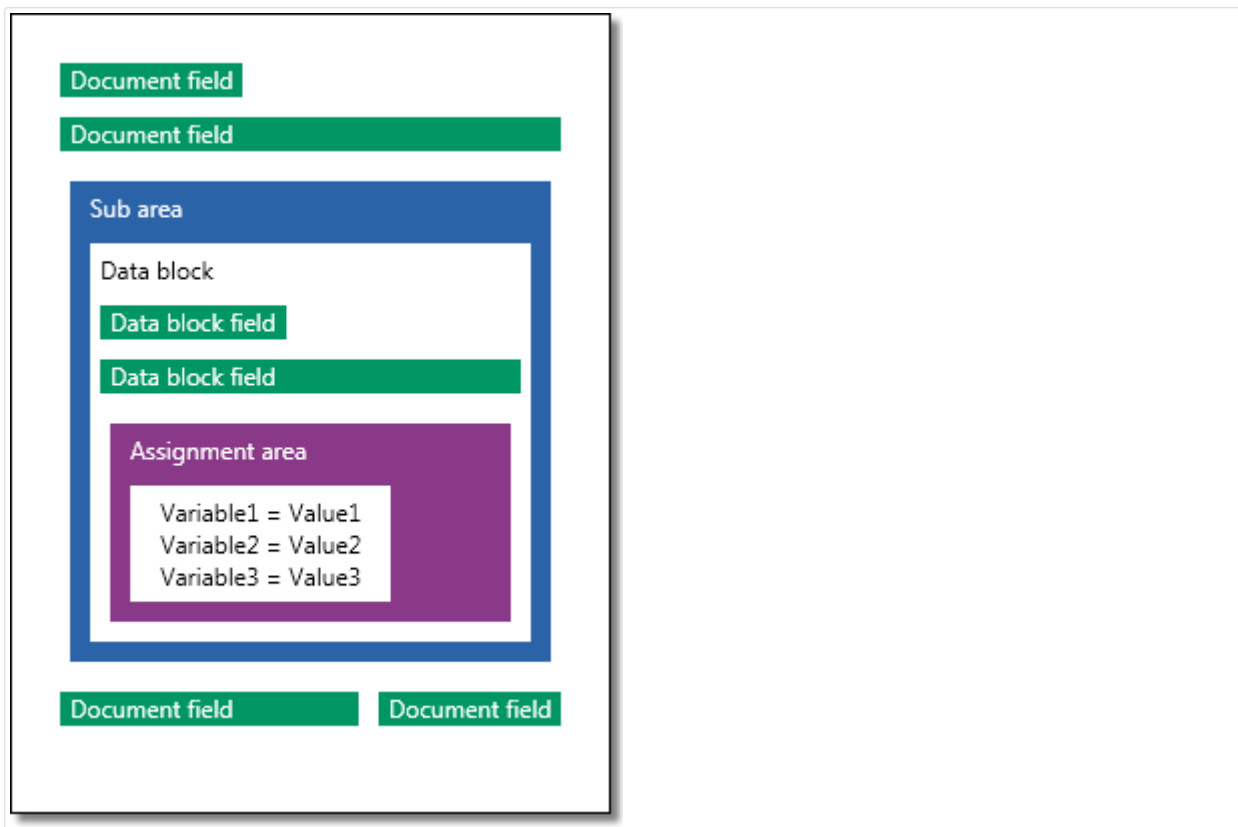 Document field
Document field
Sub area
Data block
Data block field
Data block field
Assignment area
Variable1 = Value1
Variable2 = Value2
Variable3 = Value3
Document field Document field